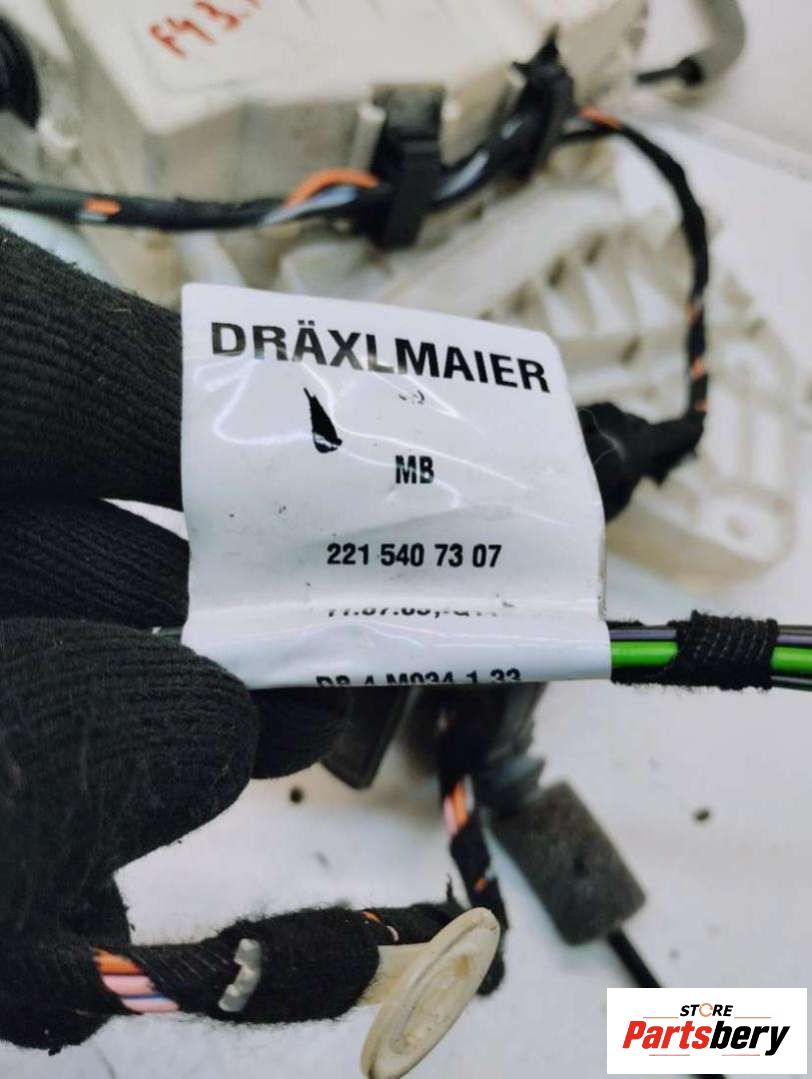 DRÄXLMAIER
MB
221 540 73 07
STORE
Partsbery